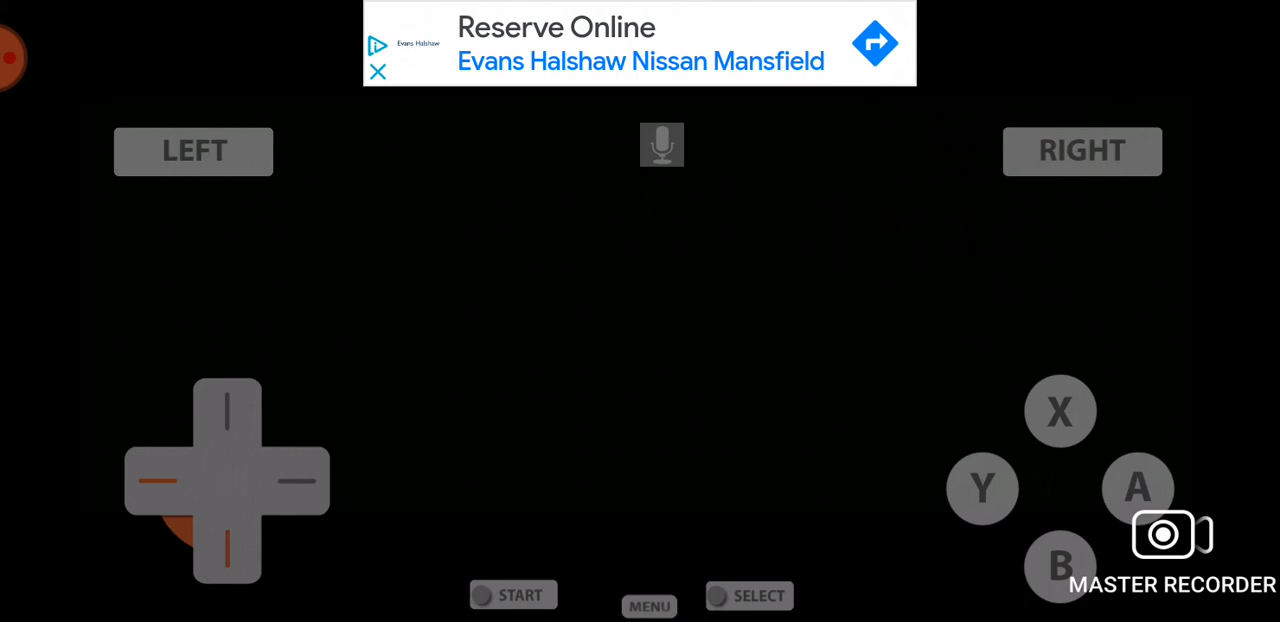 Reserve Online
Evans Halshaw
Evans Halshaw Nissan Mansfield
LEFT
RIGHT
X
Y
A
B
MASTER RECORDER
START
SELECT
MENU